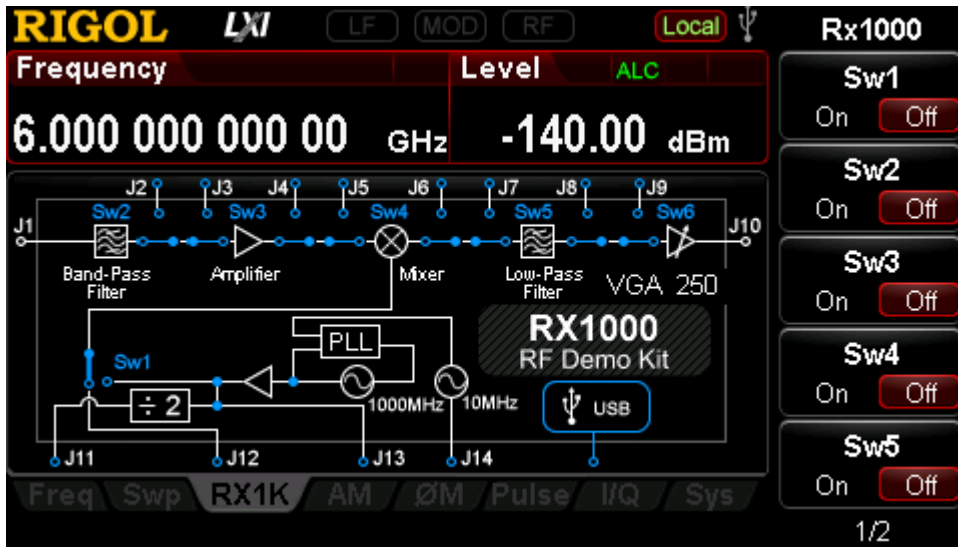 RIGOL LXI LF MOD RF Local Rx1000
Frequency Level ALC
6.000 000 000 00 GHz -140.00 dBm
Sw1
On Off
Sw2
On Off
Sw3
On Off
Sw4
On Off
Sw5
On Off
1/2
J2 J3 J4 J5 J6 J7 J8 J9
J1 Sw2 Sw3 Sw4 Sw5 Sw6 J10
Band-Pass
Filter
Amplifier
Mixer
Low-Pass
Filter
VGA 250
RX1000
RF Demo Kit
PLL
Sw1
÷ 2
1000MHz 10MHz
USB
J11 J12 J13 J14
Freq Swp RX1K AM ØM Pulse I/Q Sys